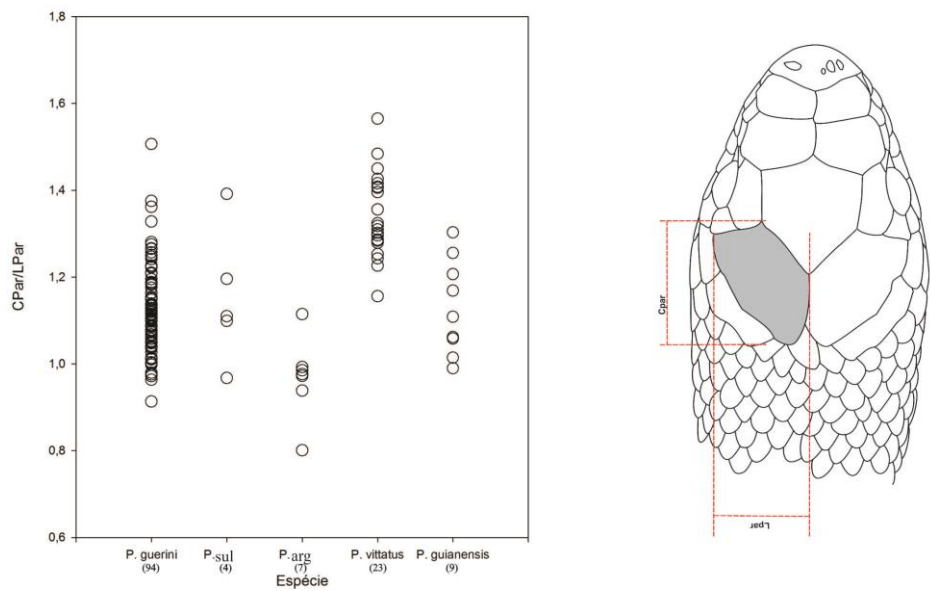 1,8
1,6
1,4
1,2
1,0
0,8
0,6
CPar/LPar
P. guerini P.sul P.arg P. vittatus P. guianensis
(94) (4) (7) (23) (9)
Espécie
Cpar
Lpar